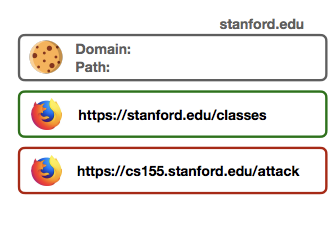 stanford.edu
Domain:
Path:
https://stanford.edu/classes
https://cs155.stanford.edu/attack